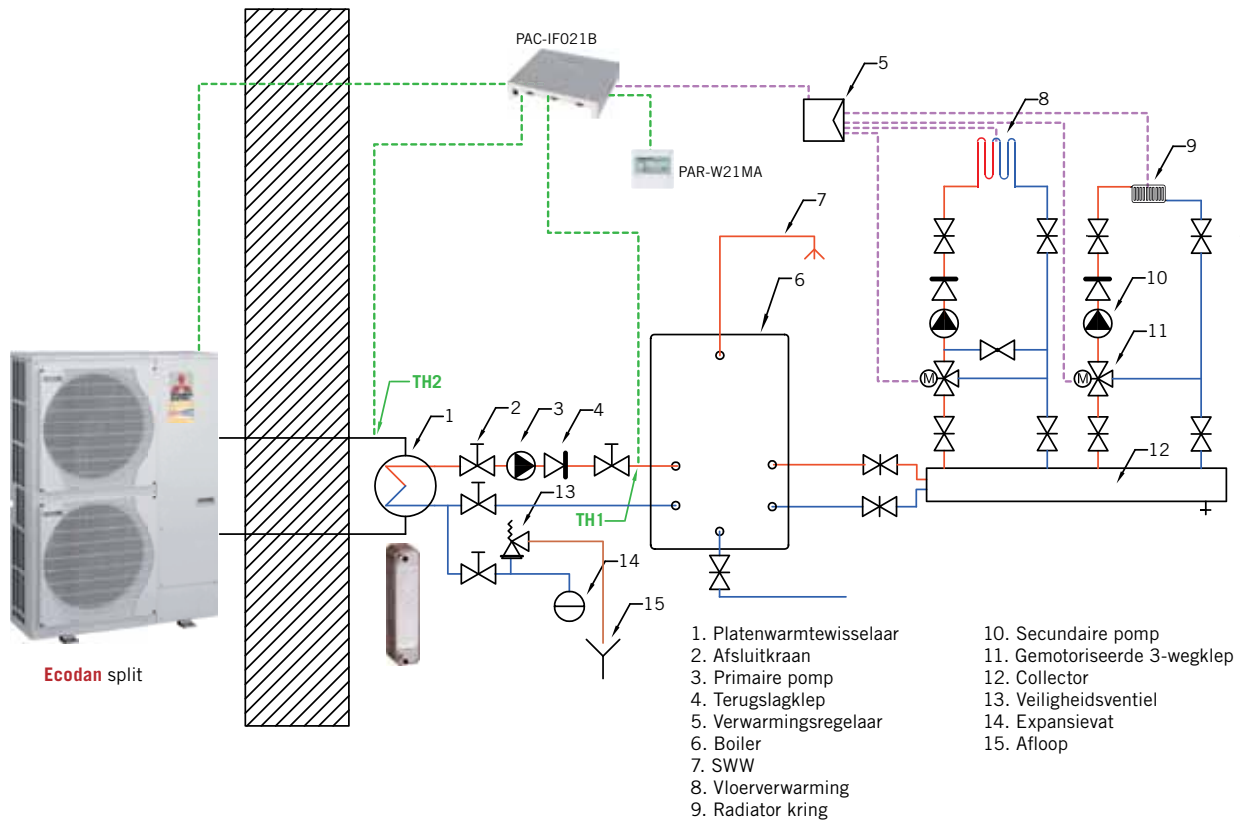 PAC-IF021B
5
8
9
PAR-W21MA
7
6
10
11
TH2
1
2
3
4
12
13
TH1
14
15
M
M
Ecodan split
1. Platenwarmtewisselaar
2. Afsluitkraan
3. Primaire pomp
4. Terugslagklep
5. Verwarmingsregelaar
6. Boiler
7. SWW
8. Vloerverwarming
9. Radiator kring
10. Secundaire pomp
11. Gemotoriseerde 3-wegklep
12. Collector
13. Veiligheidsventiel
14. Expansievat
15. Afloop